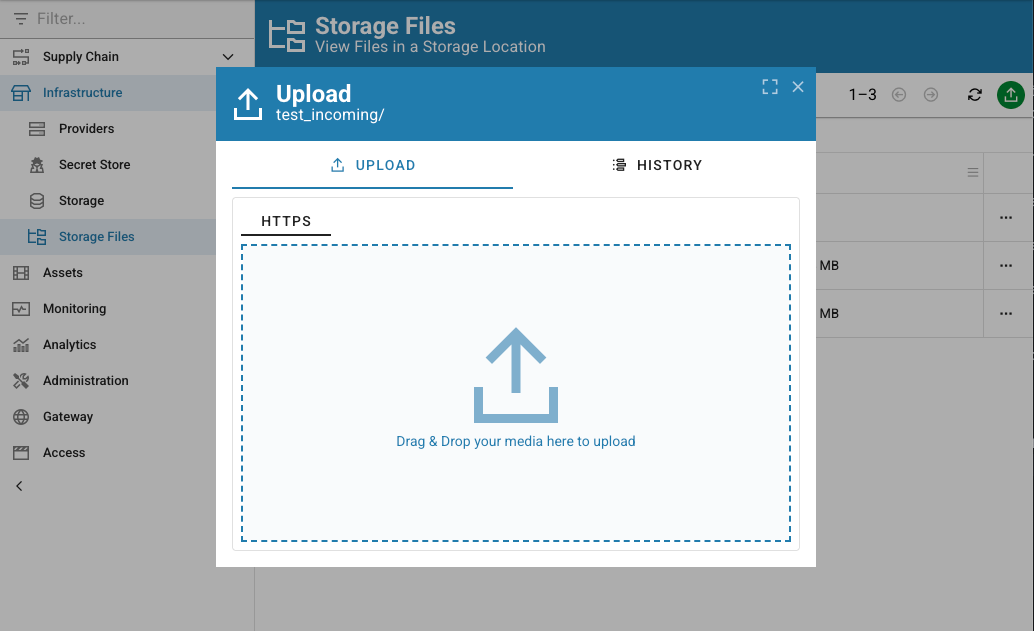 Filter...
Supply Chain
Infrastructure
Providers
Secret Store
Storage
Storage Files
Assets
Monitoring
Analytics
Administration
Gateway
Access
Storage Files
View Files in a Storage Location
1–3
MB
MB
Upload
test_incoming/
UPLOAD
HISTORY
HTTPS
Drag & Drop your media here to upload